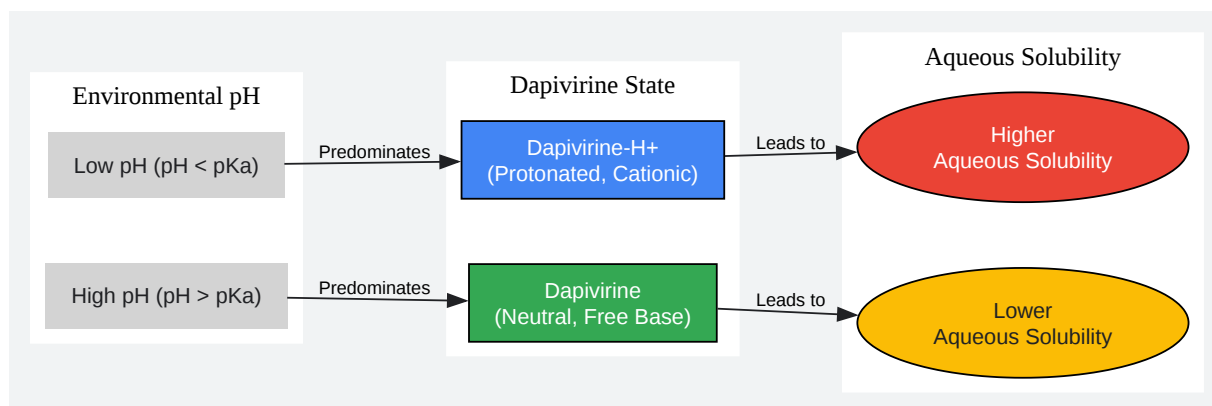 Environmental pH
Low pH (pH < pKa)
High pH (pH > pKa)
Predominates
Predominates
Dapivirine State
Dapivirine-H+
(Protonated, Cationic)
Dapivirine
(Neutral, Free Base)
Leads to
Leads to
Aqueous Solubility
Higher
Aqueous Solubility
Lower
Aqueous Solubility